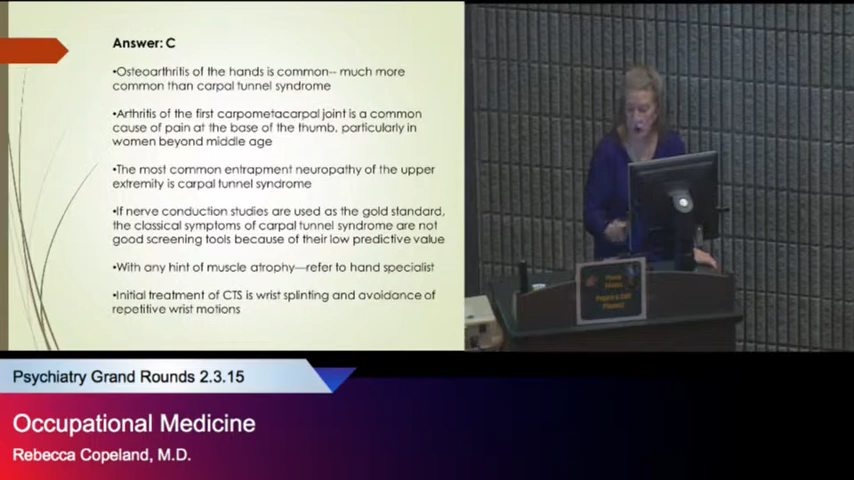 Answer: C
•Osteoarthritis of the hands is common-- much more
common than carpal tunnel syndrome
•Arthritis of the first carpometacarpal joint is a common
cause of pain at the base of the thumb, particularly in
women beyond middle age
•The most common entrapment neuropathy of the upper
extremity is carpal tunnel syndrome
•If nerve conduction studies are used as the gold standard,
the classical symptoms of carpal tunnel syndrome are not
good screening tools because of their low predictive value
•With any hint of muscle atrophy—refer to hand specialist
•Initial treatment of CTS is wrist splinting and avoidance of
repetitive wrist motions
Psychiatry Grand Rounds 2.3.15
Occupational Medicine
Rebecca Copeland, M.D.